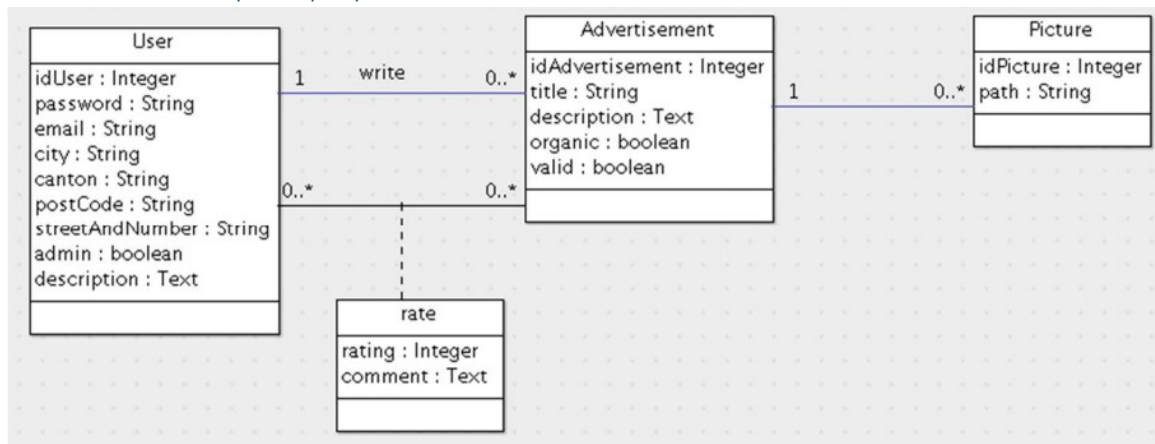 User
idUser : Integer
password : String
email : String
city : String
canton : String
postCode : String
streetAndNumber : String
admin : boolean
description : Text
1
write
0..*
0..*
0..*
Advertisement
idAdvertisement : Integer
title : String
description : Text
organic : boolean
valid : boolean
1
0..*
Picture
idPicture : Integer
path : String
rate
rating : Integer
comment : Text